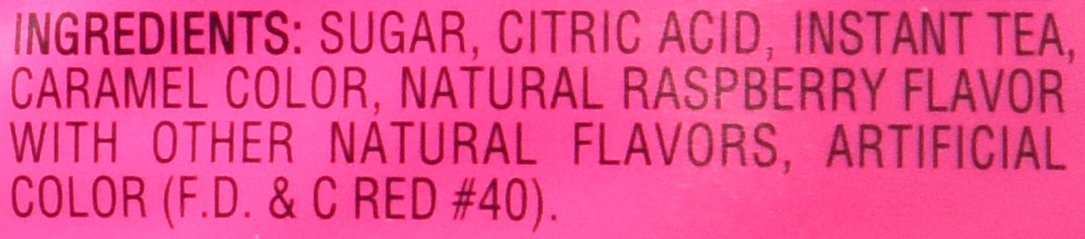 INGREDIENTS: SUGAR, CITRIC ACID, INSTANT TEA,
CARAMEL COLOR, NATURAL RASPBERRY FLAVOR
WITH OTHER NATURAL FLAVORS, ARTIFICIAL
COLOR (F.D. & C RED #40).